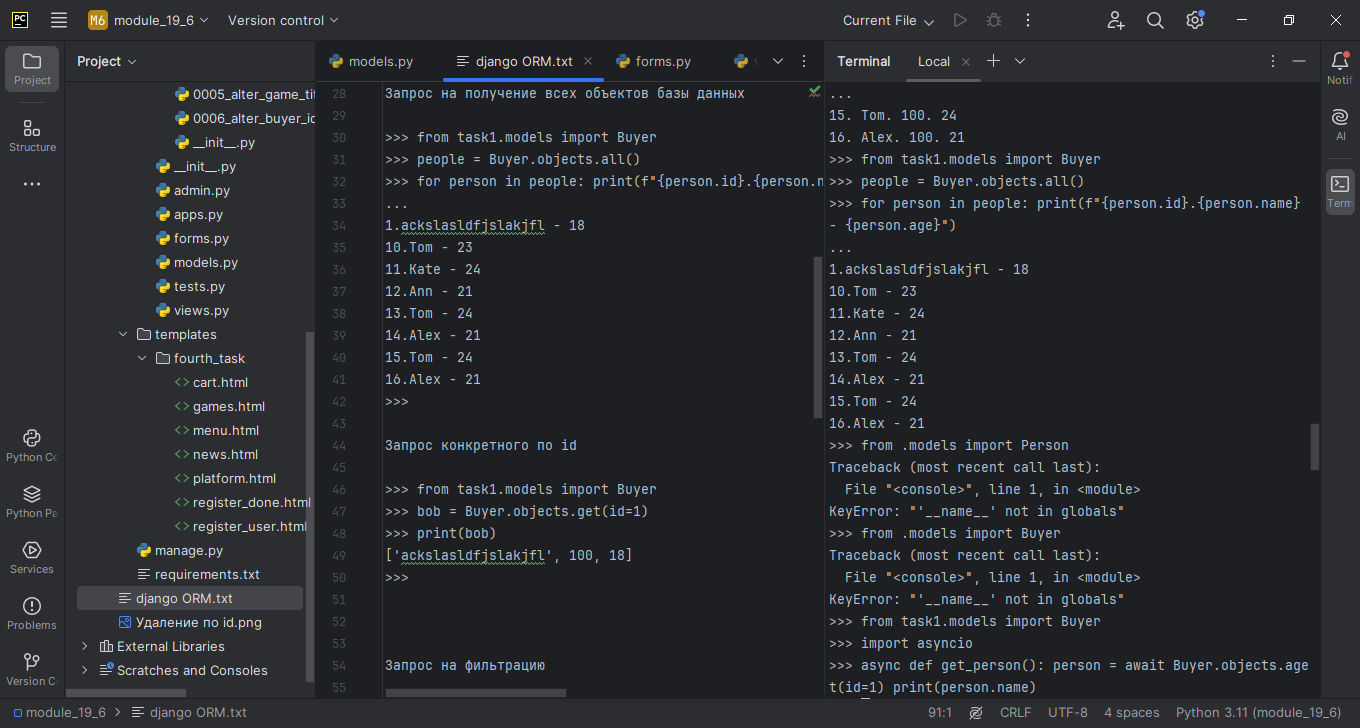 PC
M6 module_19_6
Version control
Current File
Project
Structure
Python Co
Python Pa
Services
Problems
Version C
Project
0005_alter_game_tit
0006_alter_buyer_id
__init__.py
__init__.py
admin.py
apps.py
forms.py
models.py
tests.py
views.py
templates
fourth_task
cart.html
games.html
menu.html
news.html
platform.html
register_done.html
register_user.html
manage.py
requirements.txt
django ORM.txt
Удаление по id.png
External Libraries
Scratches and Consoles
models.py
django ORM.txt
forms.py
28 Запрос на получение всех объектов базы данных
29
30 >>> from task1.models import Buyer
31 >>> people = Buyer.objects.all()
32 >>> for person in people: print(f"{person.id}.{person.n
33 ...
34 1.ackslasldfjslakjfl - 18
35 10.Tom - 23
36 11.Kate - 24
37 12.Ann - 21
38 13.Tom - 24
39 14.Alex - 21
40 15.Tom - 24
41 16.Alex - 21
42 >>>
43
44 Запрос конкретного по id
45
46 >>> from task1.models import Buyer
47 >>> bob = Buyer.objects.get(id=1)
48 >>> print(bob)
49 ['ackslasldfjslakjfl', 100, 18]
50 >>>
51
52
53
54 Запрос на фильтрацию
55
Terminal
Local
...
15. Tom. 100. 24
16. Alex. 100. 21
>>> from task1.models import Buyer
>>> people = Buyer.objects.all()
>>> for person in people: print(f"{person.id}.{person.name}
- {person.age}")
...
1.ackslasldfjslakjfl - 18
10.Tom - 23
11.Kate - 24
12.Ann - 21
13.Tom - 24
14.Alex - 21
15.Tom - 24
16.Alex - 21
>>> from .models import Person
Traceback (most recent call last):
  File "<console>", line 1, in <module>
KeyError: "'__name__' not in globals"
>>> from .models import Buyer
Traceback (most recent call last):
  File "<console>", line 1, in <module>
KeyError: "'__name__' not in globals"
>>> from task1.models import Buyer
>>> import asyncio
>>> async def get_person(): person = await Buyer.objects.age
t(id=1) print(person.name)
Notif
AI
Term
module_19_6
django ORM.txt
91:1
CRLF
UTF-8
4 spaces
Python 3.11 (module_19_6)